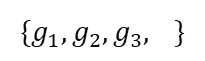 {g₁, g₂, g₃,   }